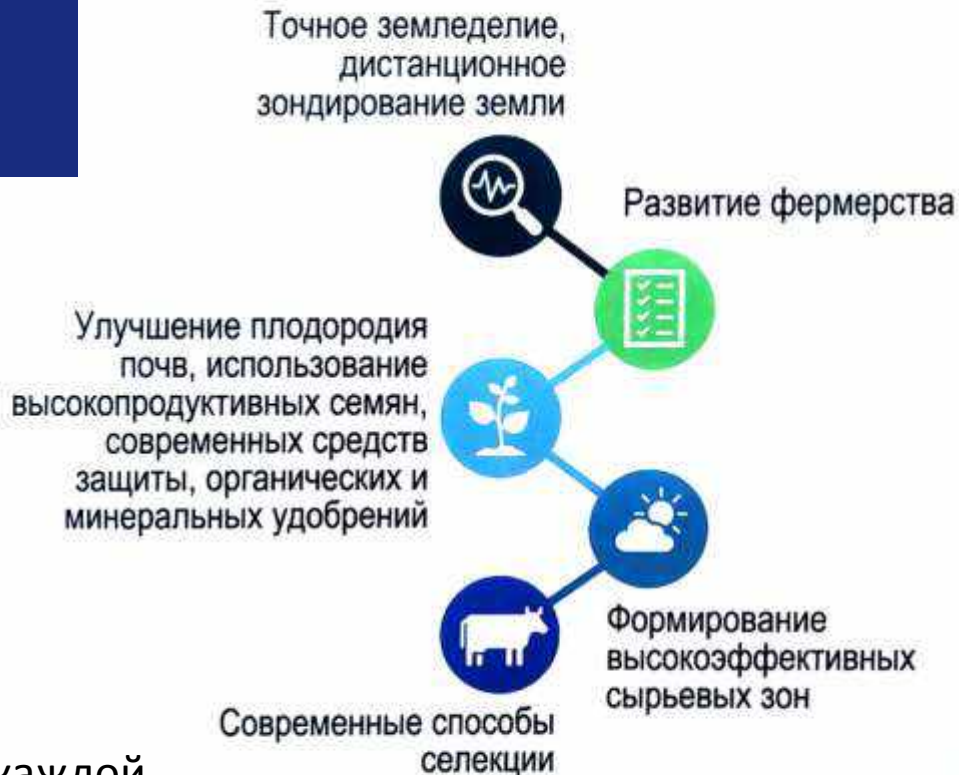 Точное земледелие,
дистанционное
зондирование земли
Развитие фермерства
Улучшение плодородия
почв, использование
высокопродуктивных семян,
современных средств
защиты, органических и
минеральных удобрений
Формирование
высокоэффективных
сырьевых зон
Современные способы
селекции
каждой